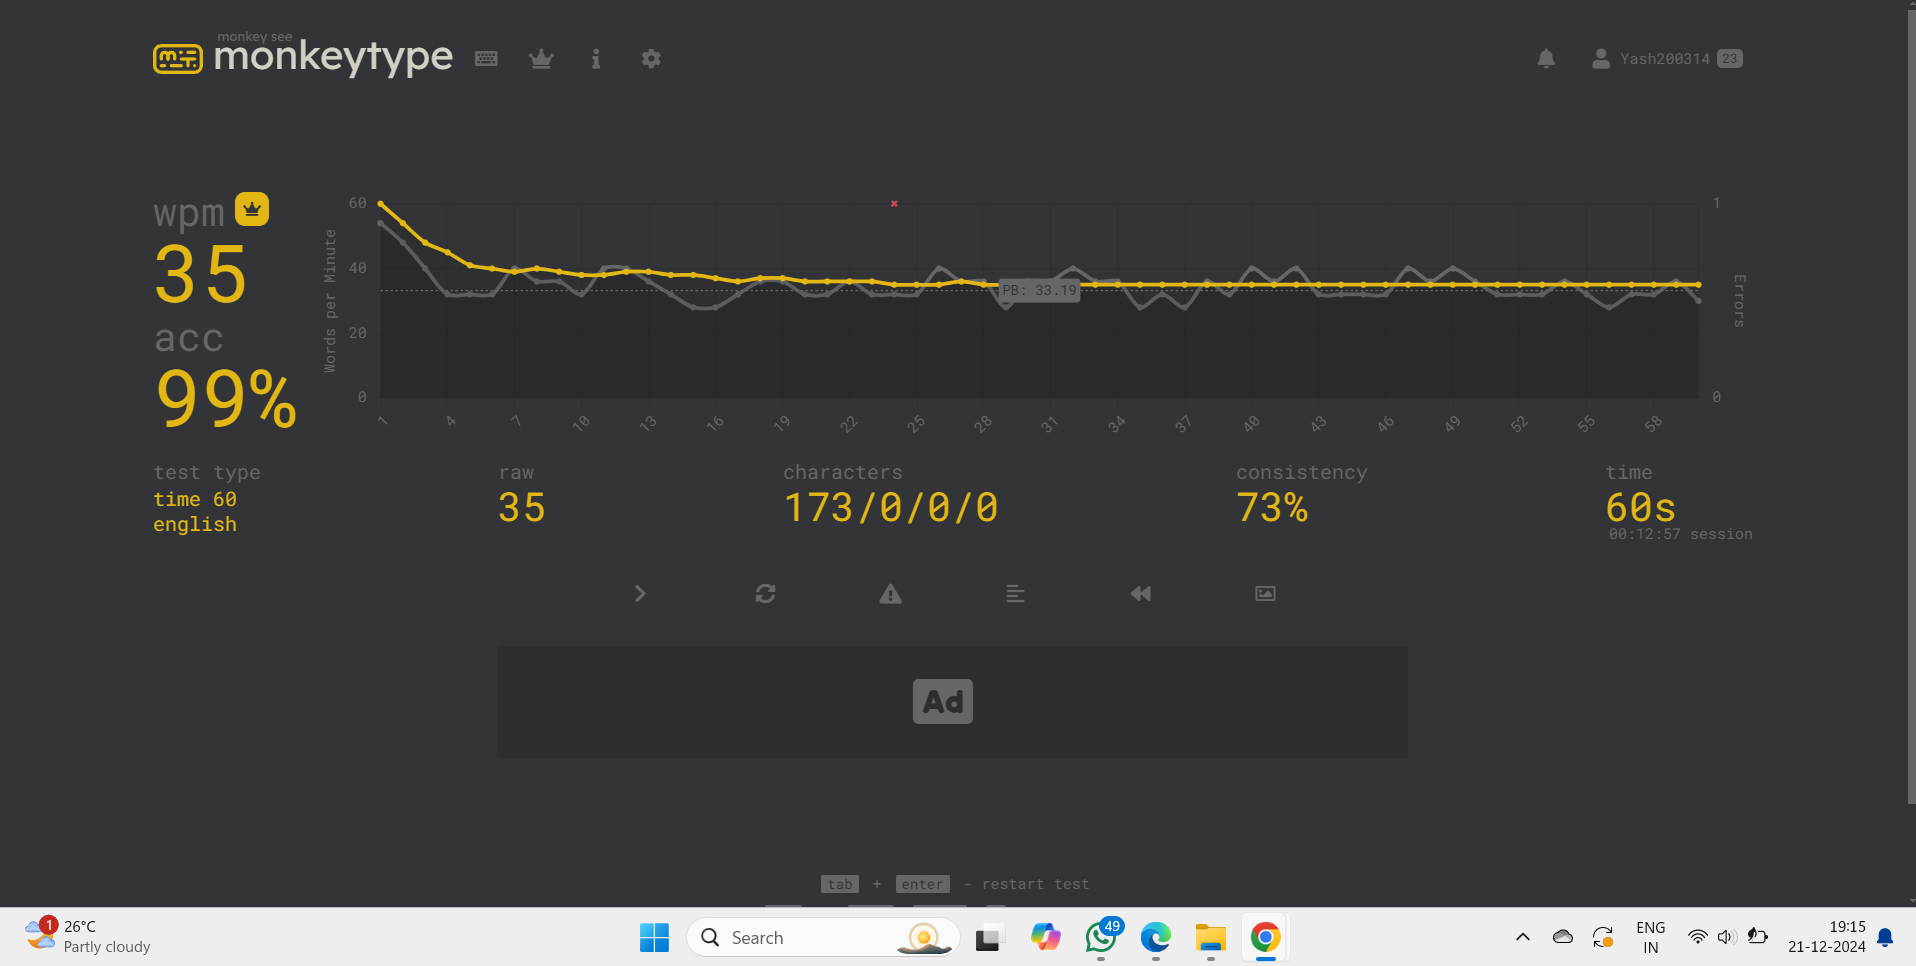 monkey see
monkeytype
Yash200314 23
wpm
35
acc
99%
Words per Minute
60
40
20
0
PB: 33.19
1
0
Errors
1 4 7 10 13 16 19 22 25 28 31 34 37 40 43 46 49 52 55 58
test type
time 60
english
raw
35
characters
173/0/0/0
consistency
73%
time
60s
00:12:57 session
Ad
tab + enter - restart test
1
26°C
Partly cloudy
Search
49
ENG
IN
19:15
21-12-2024